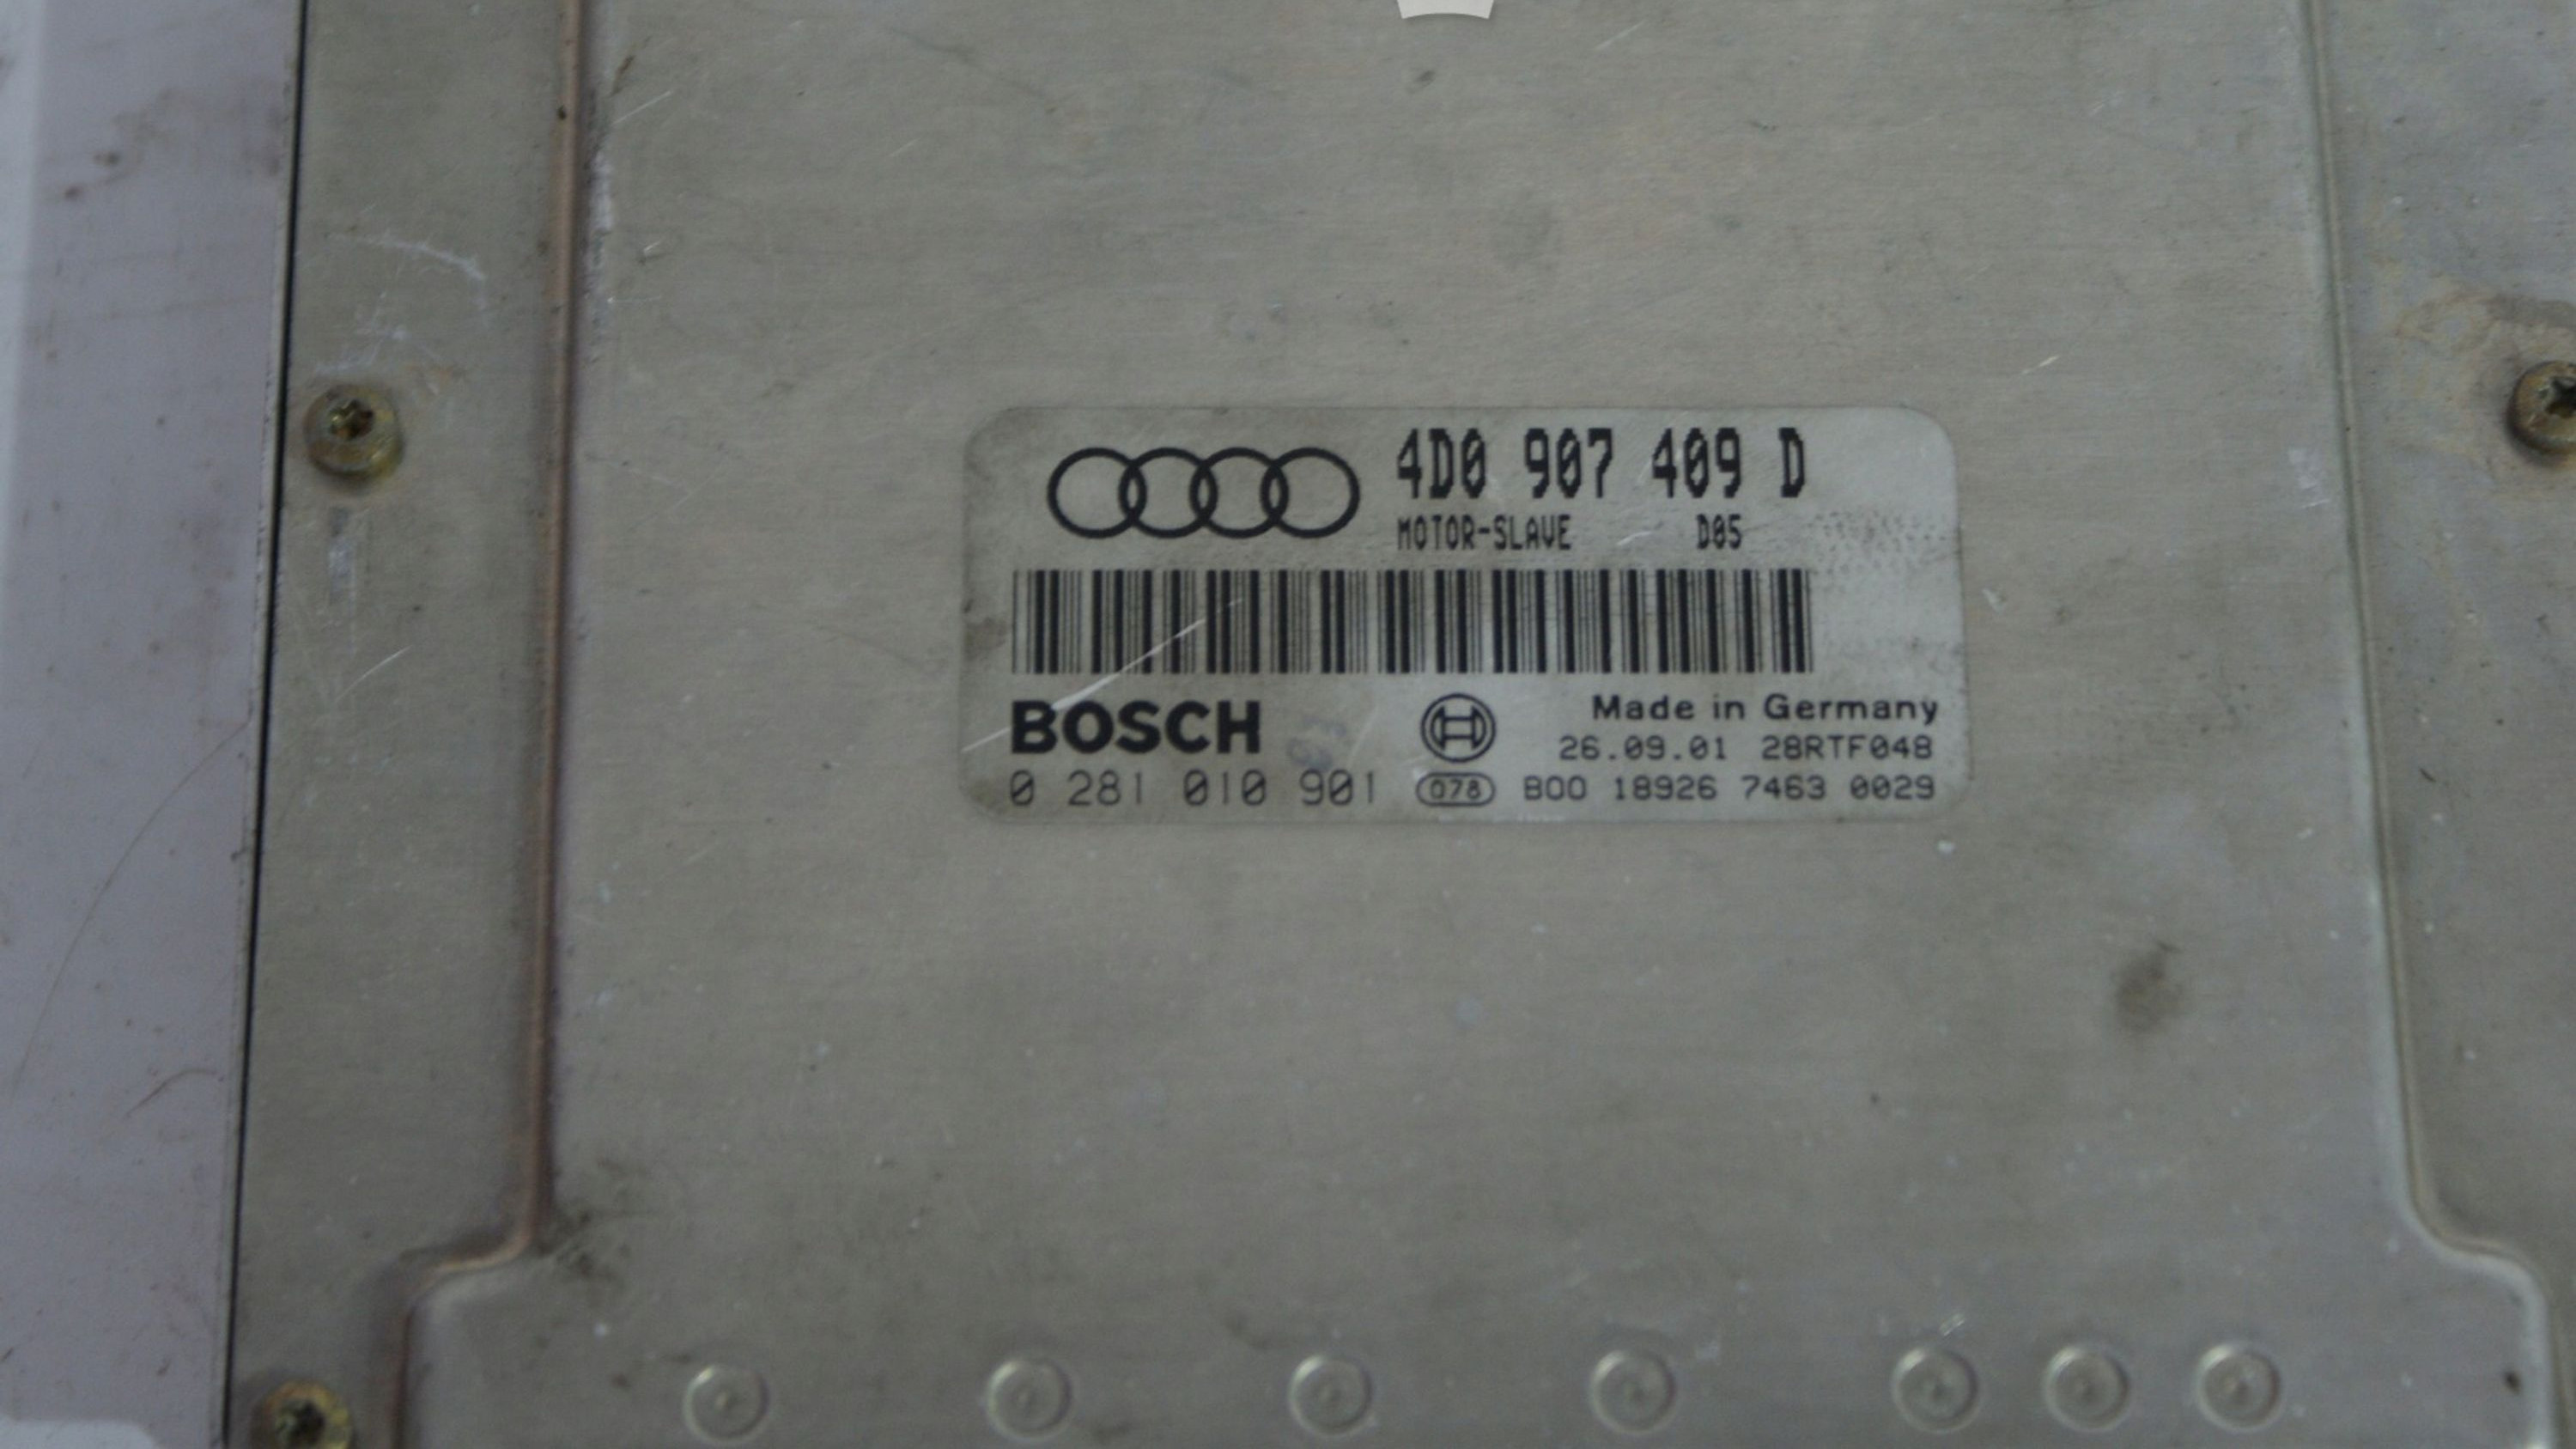 4D0 907 409 D
MOTOR-SLAVE D05
BOSCH
Made in Germany
26.09.01 28RTF048
0 281 010 901 078 B00 18926 7463 0029